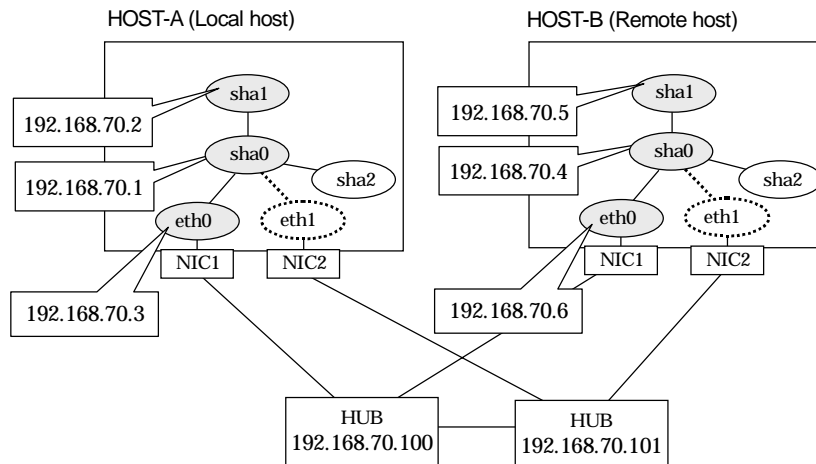 HOST-A (Local host)
HOST-B (Remote host)
sha1
192.168.70.2
sha0
192.168.70.1
sha2
eth0
eth1
NIC1
NIC2
192.168.70.3
sha1
192.168.70.5
sha0
192.168.70.4
sha2
eth0
eth1
NIC1
NIC2
192.168.70.6
HUB
192.168.70.100
HUB
192.168.70.101